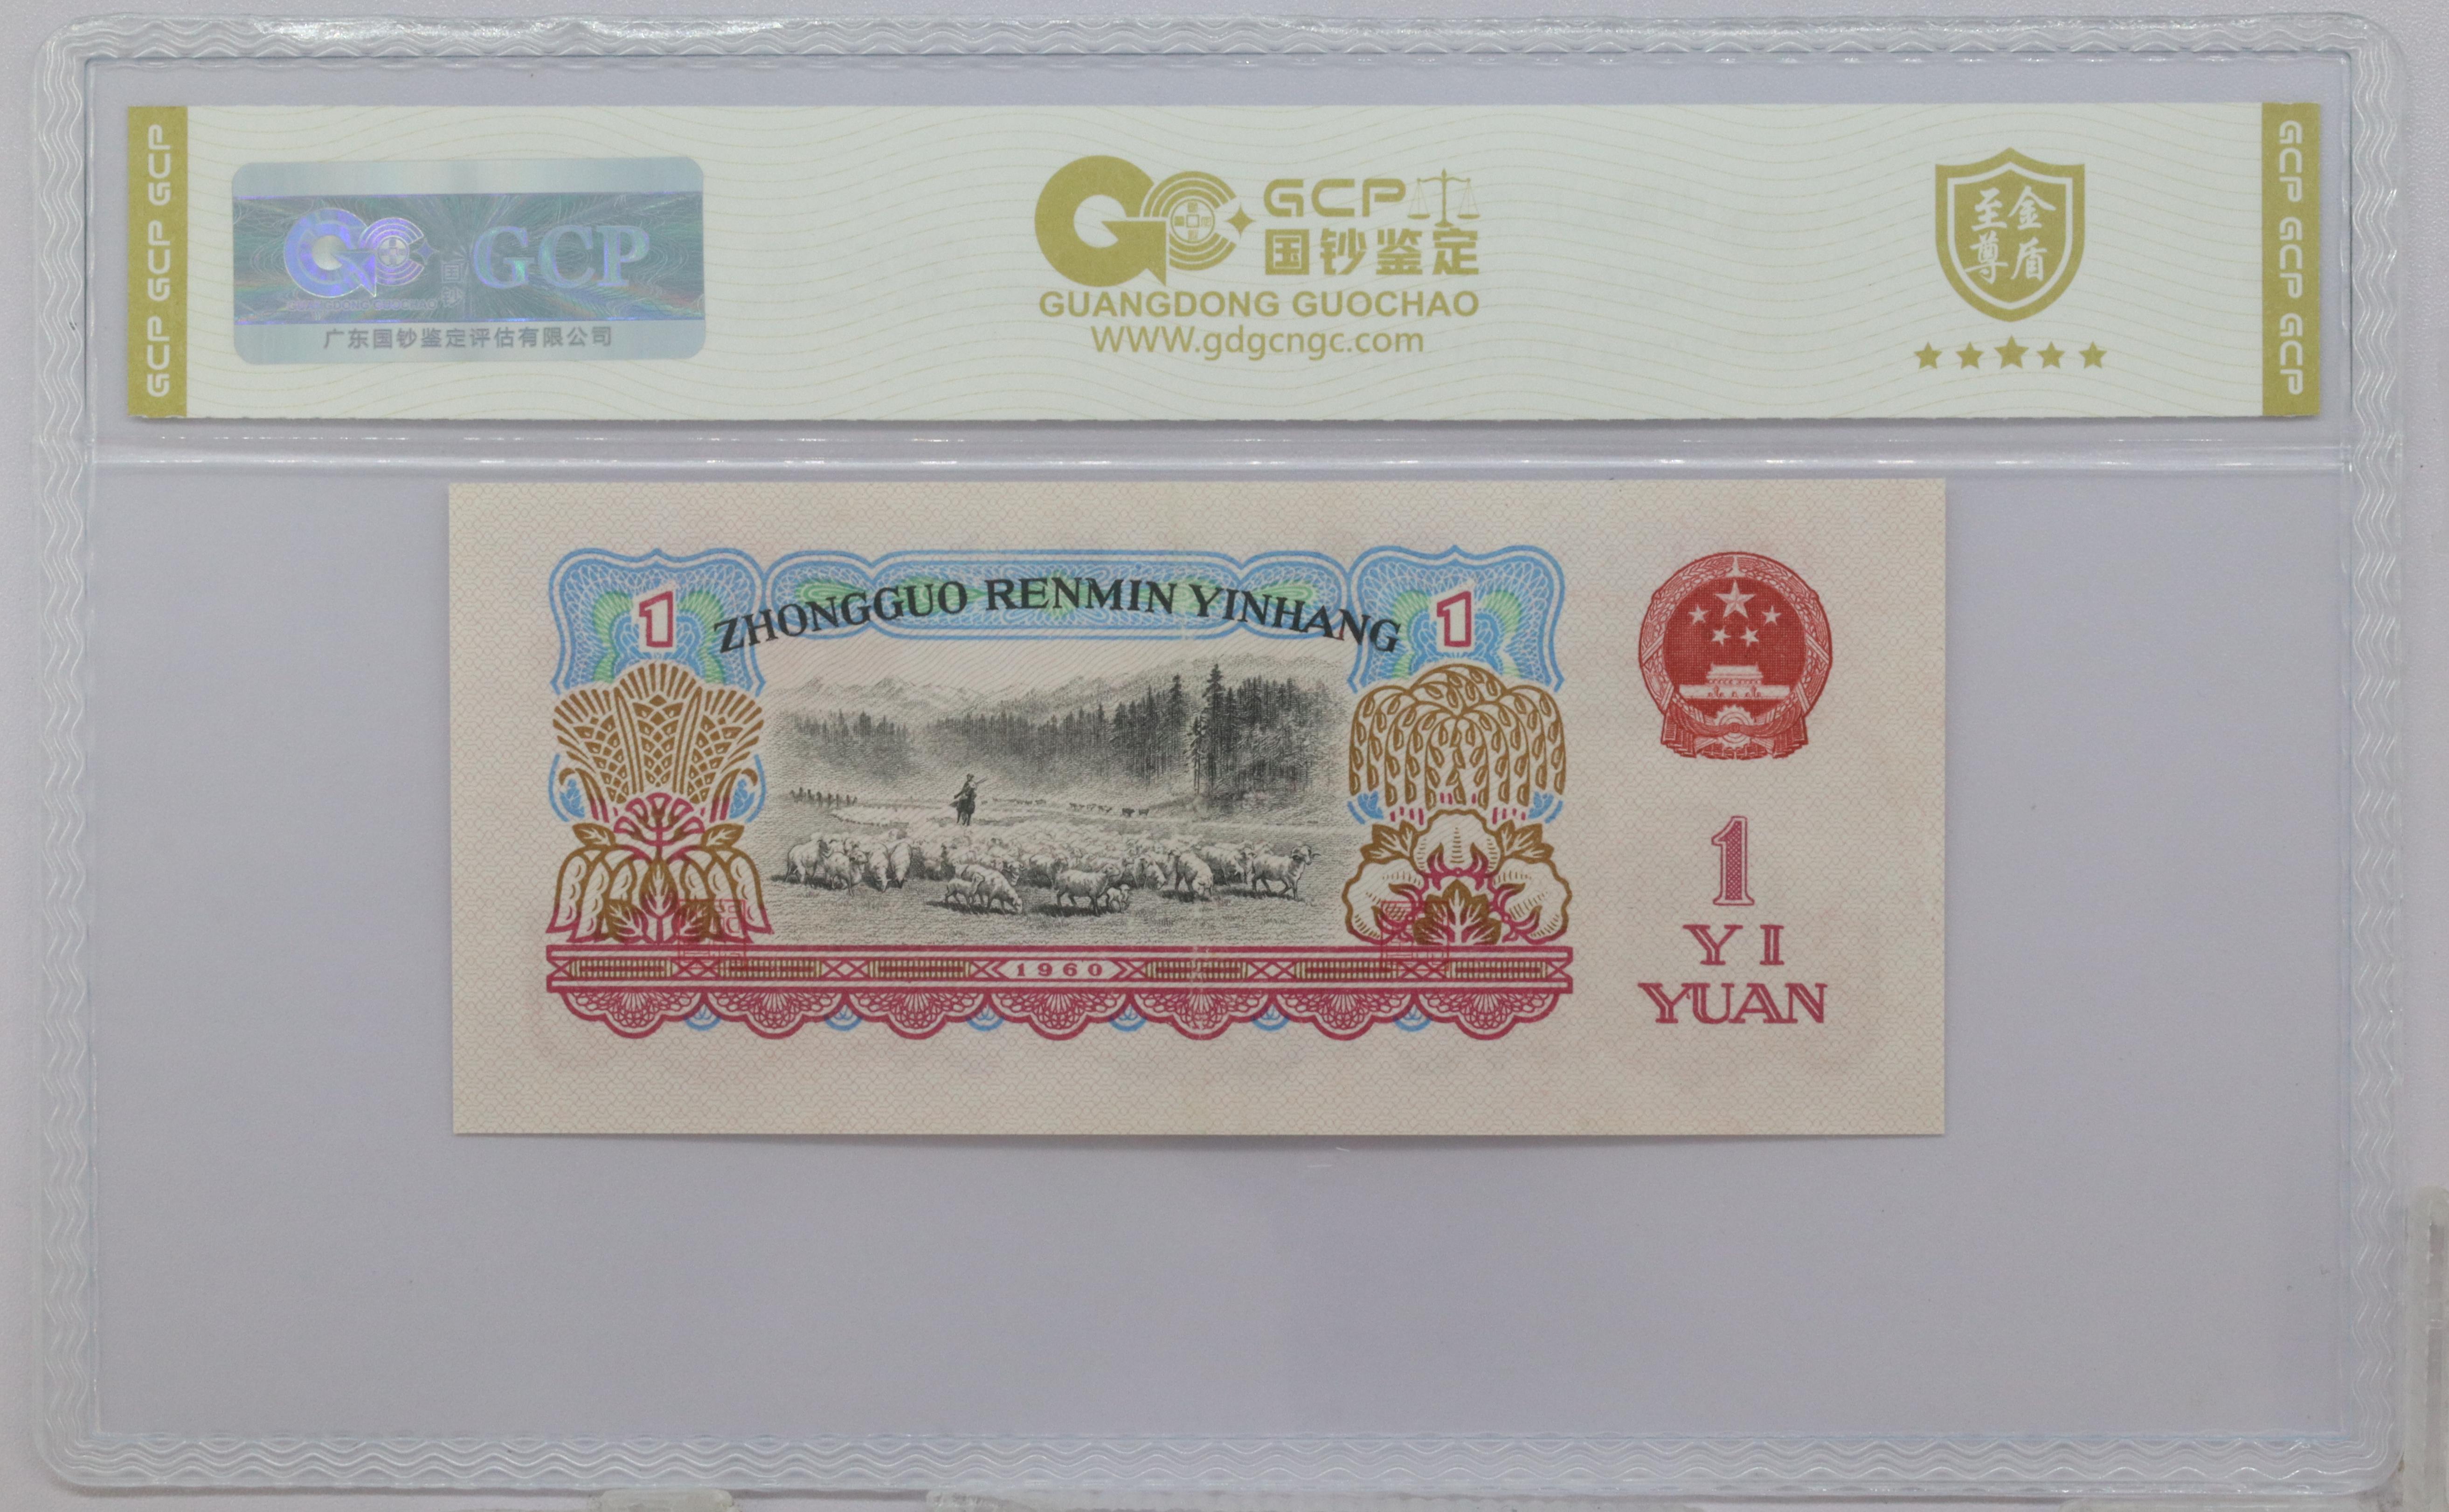 GCP GCP GCP
GCP
国钞
GUANGDONG GUOCHAO
广东国钞鉴定评估有限公司
GCP
国钞鉴定
GUANGDONG GUOCHAO
WWW.gdgcngc.com
至尊
金盾
GCP GCP GCP
ZHONGGUO RENMIN YINHANG
1
1
1960
1
YI
YUAN